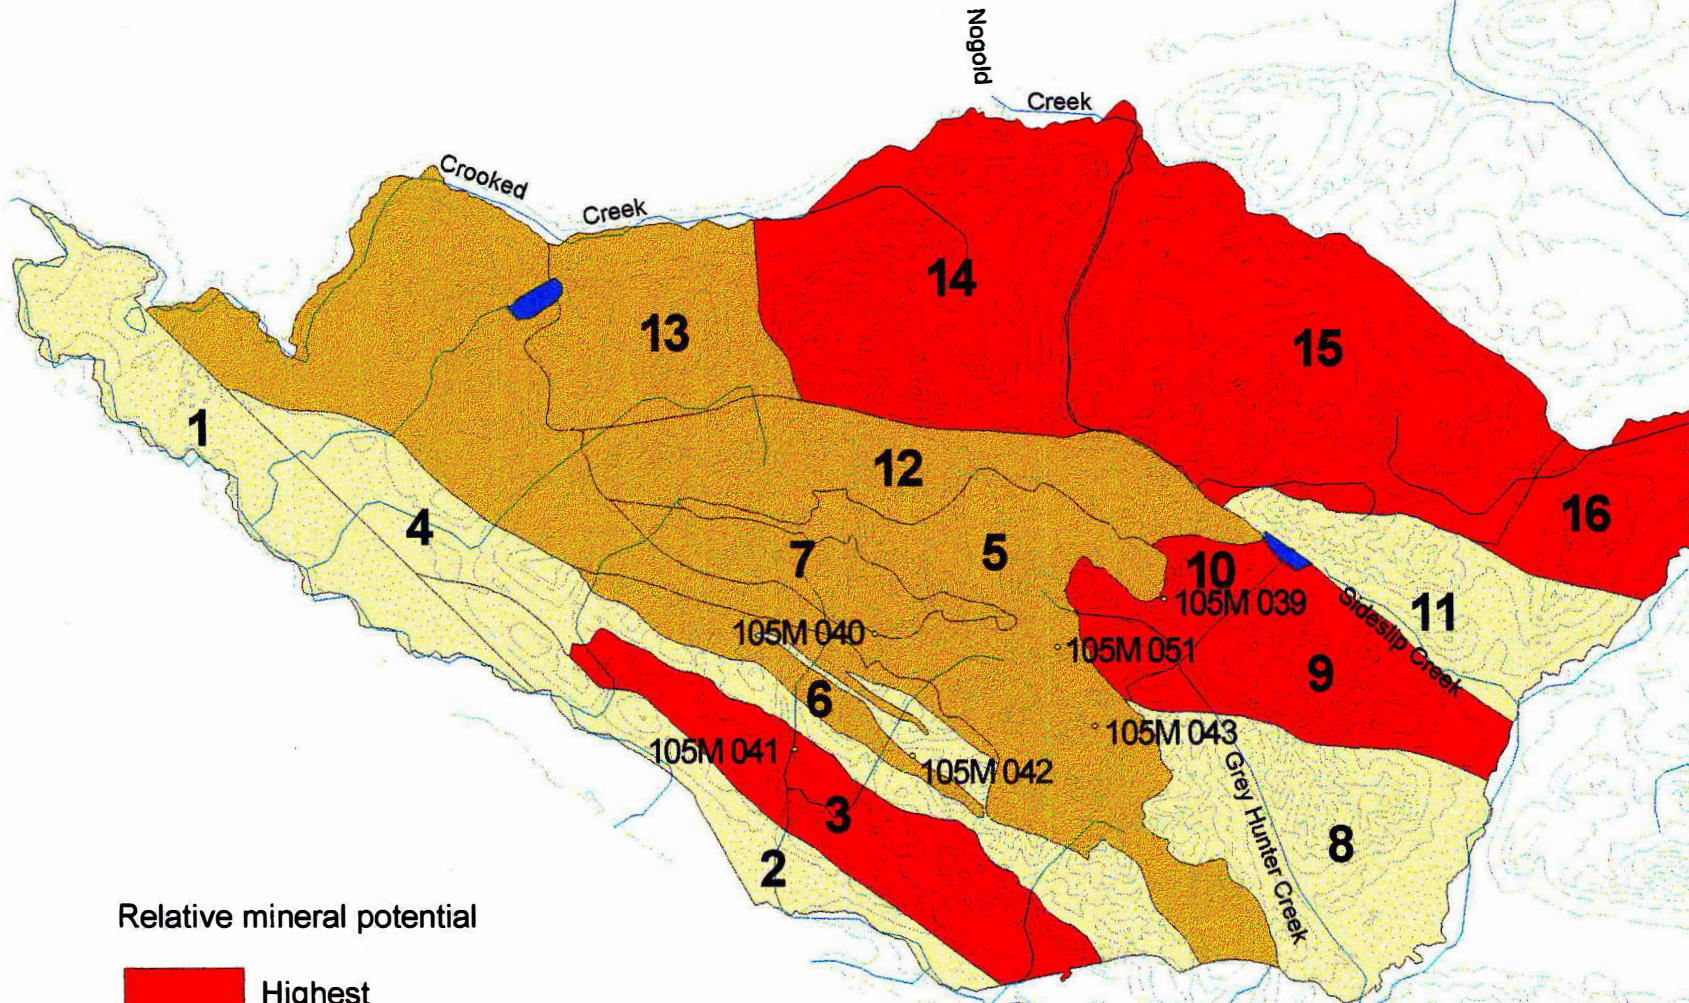 Nogold
Creek
Crooked
Creek
14
13
15
1
12
16
4
7
5
10
105M 039
11
Sideslip Creek
105M 040
105M 051
9
6
105M 043
105M 041
105M 042
Grey Hunter Creek
3
8
2
Relative mineral potential
Highest